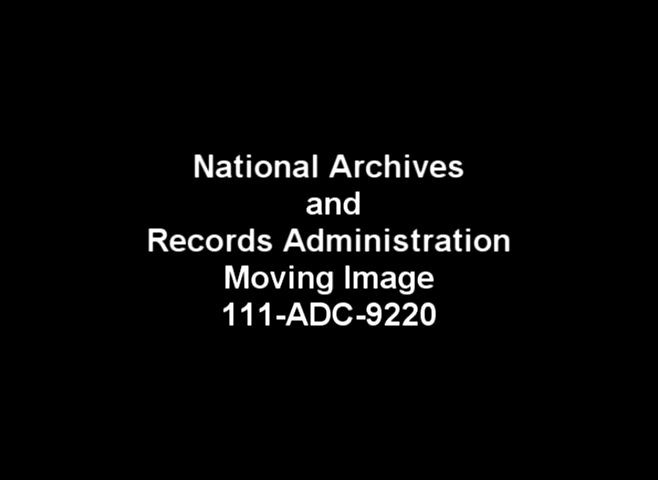 National Archives
and
Records Administration
Moving Image
111-ADC-9220